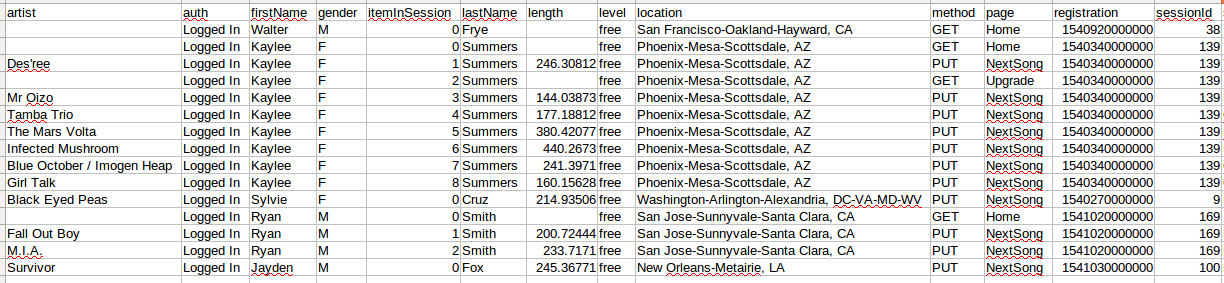 artist auth firstName gender itemInSession lastName length level location method page registration sessionId
Logged In Walter M 0 Frye free San Francisco-Oakland-Hayward, CA GET Home 1540920000000 38
Logged In Kaylee F 0 Summers free Phoenix-Mesa-Scottsdale, AZ GET Home 1540340000000 139
Des'ree Logged In Kaylee F 1 Summers 246.30812 free Phoenix-Mesa-Scottsdale, AZ PUT NextSong 1540340000000 139
Logged In Kaylee F 2 Summers free Phoenix-Mesa-Scottsdale, AZ GET Upgrade 1540340000000 139
Mr Oizo Logged In Kaylee F 3 Summers 144.03873 free Phoenix-Mesa-Scottsdale, AZ PUT NextSong 1540340000000 139
Tamba Trio Logged In Kaylee F 4 Summers 177.18812 free Phoenix-Mesa-Scottsdale, AZ PUT NextSong 1540340000000 139
The Mars Volta Logged In Kaylee F 5 Summers 380.42077 free Phoenix-Mesa-Scottsdale, AZ PUT NextSong 1540340000000 139
Infected Mushroom Logged In Kaylee F 6 Summers 440.2673 free Phoenix-Mesa-Scottsdale, AZ PUT NextSong 1540340000000 139
Blue October / Imogen Heap Logged In Kaylee F 7 Summers 241.3971 free Phoenix-Mesa-Scottsdale, AZ PUT NextSong 1540340000000 139
Girl Talk Logged In Kaylee F 8 Summers 160.15628 free Phoenix-Mesa-Scottsdale, AZ PUT NextSong 1540340000000 139
Black Eyed Peas Logged In Sylvie F 0 Cruz 214.93506 free Washington-Arlington-Alexandria, DC-VA-MD-WV PUT NextSong 1540270000000 9
Logged In Ryan M 0 Smith free San Jose-Sunnyvale-Santa Clara, CA GET Home 1541020000000 169
Fall Out Boy Logged In Ryan M 1 Smith 200.72444 free San Jose-Sunnyvale-Santa Clara, CA PUT NextSong 1541020000000 169
M.I.A. Logged In Ryan M 2 Smith 233.7171 free San Jose-Sunnyvale-Santa Clara, CA PUT NextSong 1541020000000 169
Survivor Logged In Jayden M 0 Fox 245.36771 free New Orleans-Metairie, LA PUT NextSong 1541030000000 100